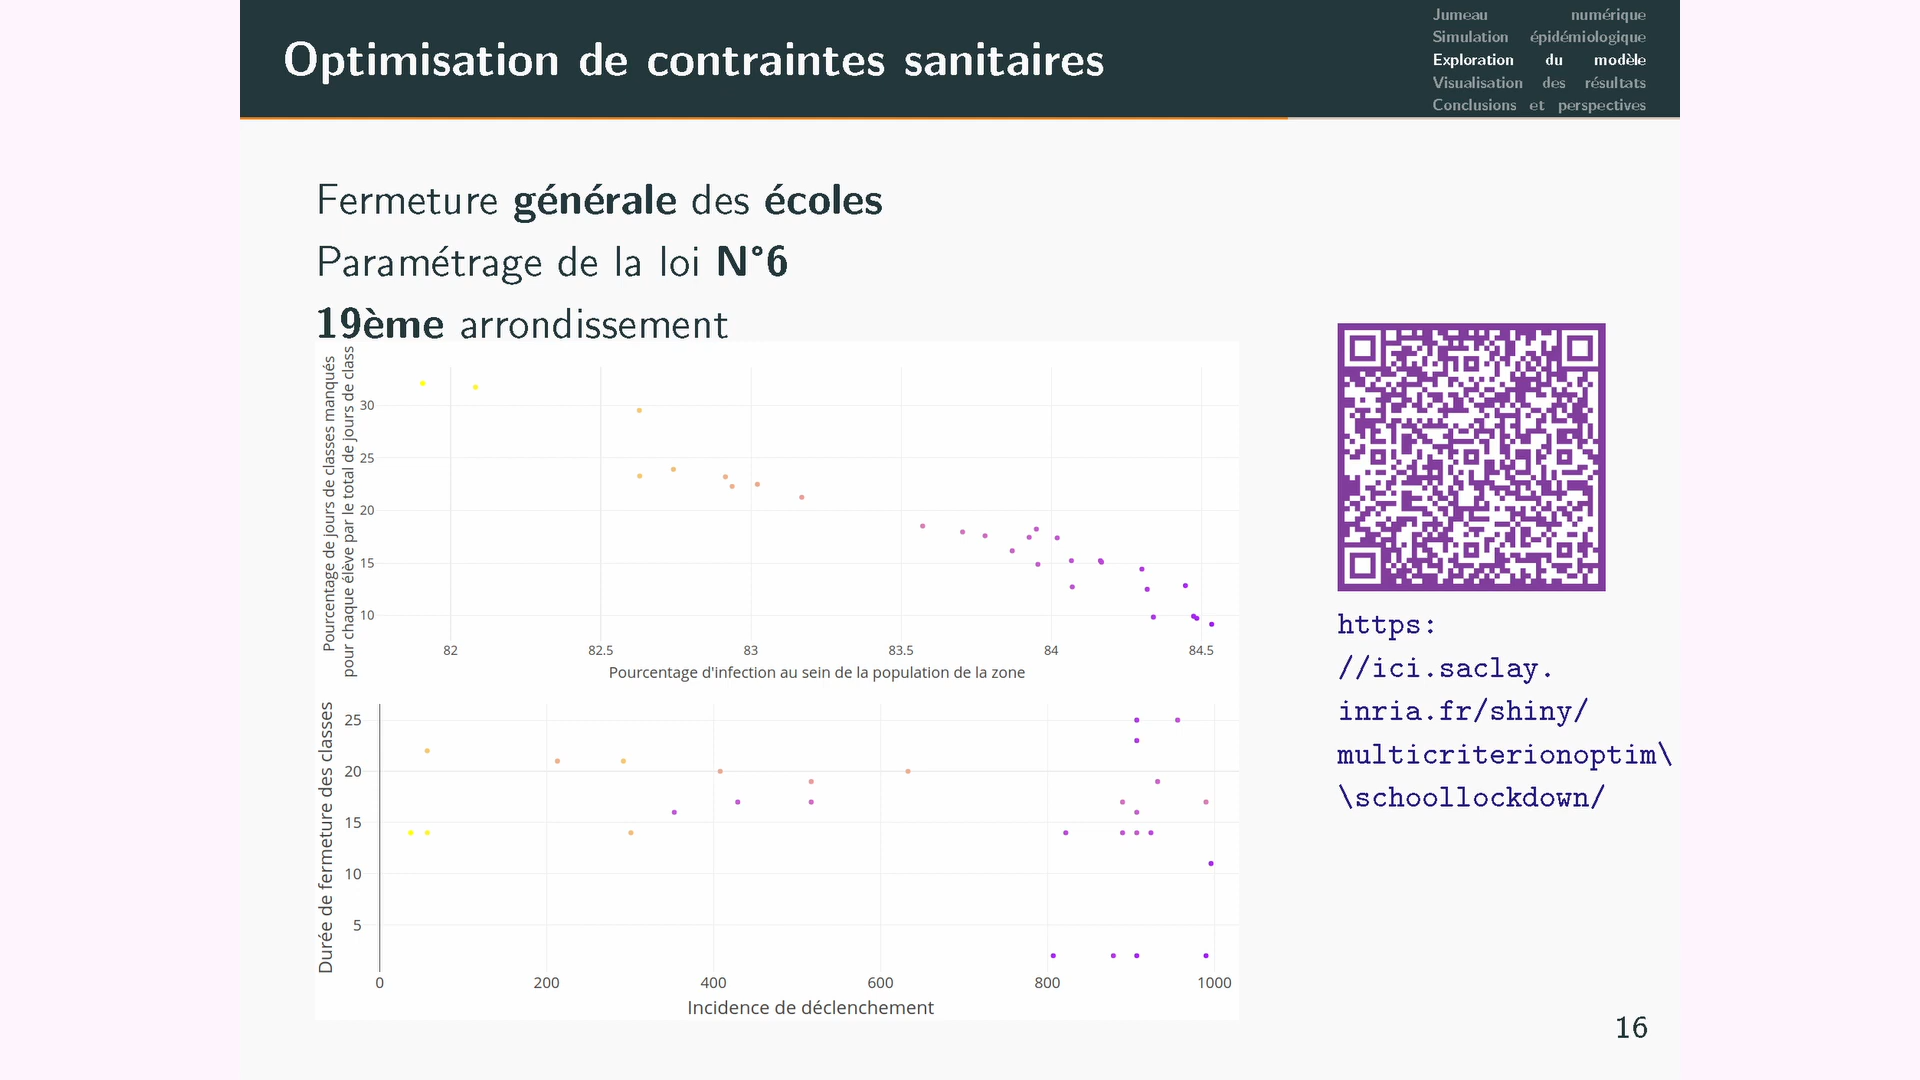 Optimisation de contraintes sanitaires
Jumeau numérique
Simulation épidémiologique
Exploration du modèle
Visualisation des résultats
Conclusions et perspectives
Fermeture générale des écoles
Paramétrage de la loi N°6
19ème arrondissement
Pourcentage de jours de classes manqués
pour chaque élève par le total de jours de class
30
25
20
15
10
82
82.5
83
83.5
84
84.5
Pourcentage d'infection au sein de la population de la zone
Durée de fermeture des classes
25
20
15
10
5
0
200
400
600
800
1000
Incidence de déclenchement
https:
//ici.saclay.
inria.fr/shiny/
multicriterionoptim\
\schoollockdown/
16